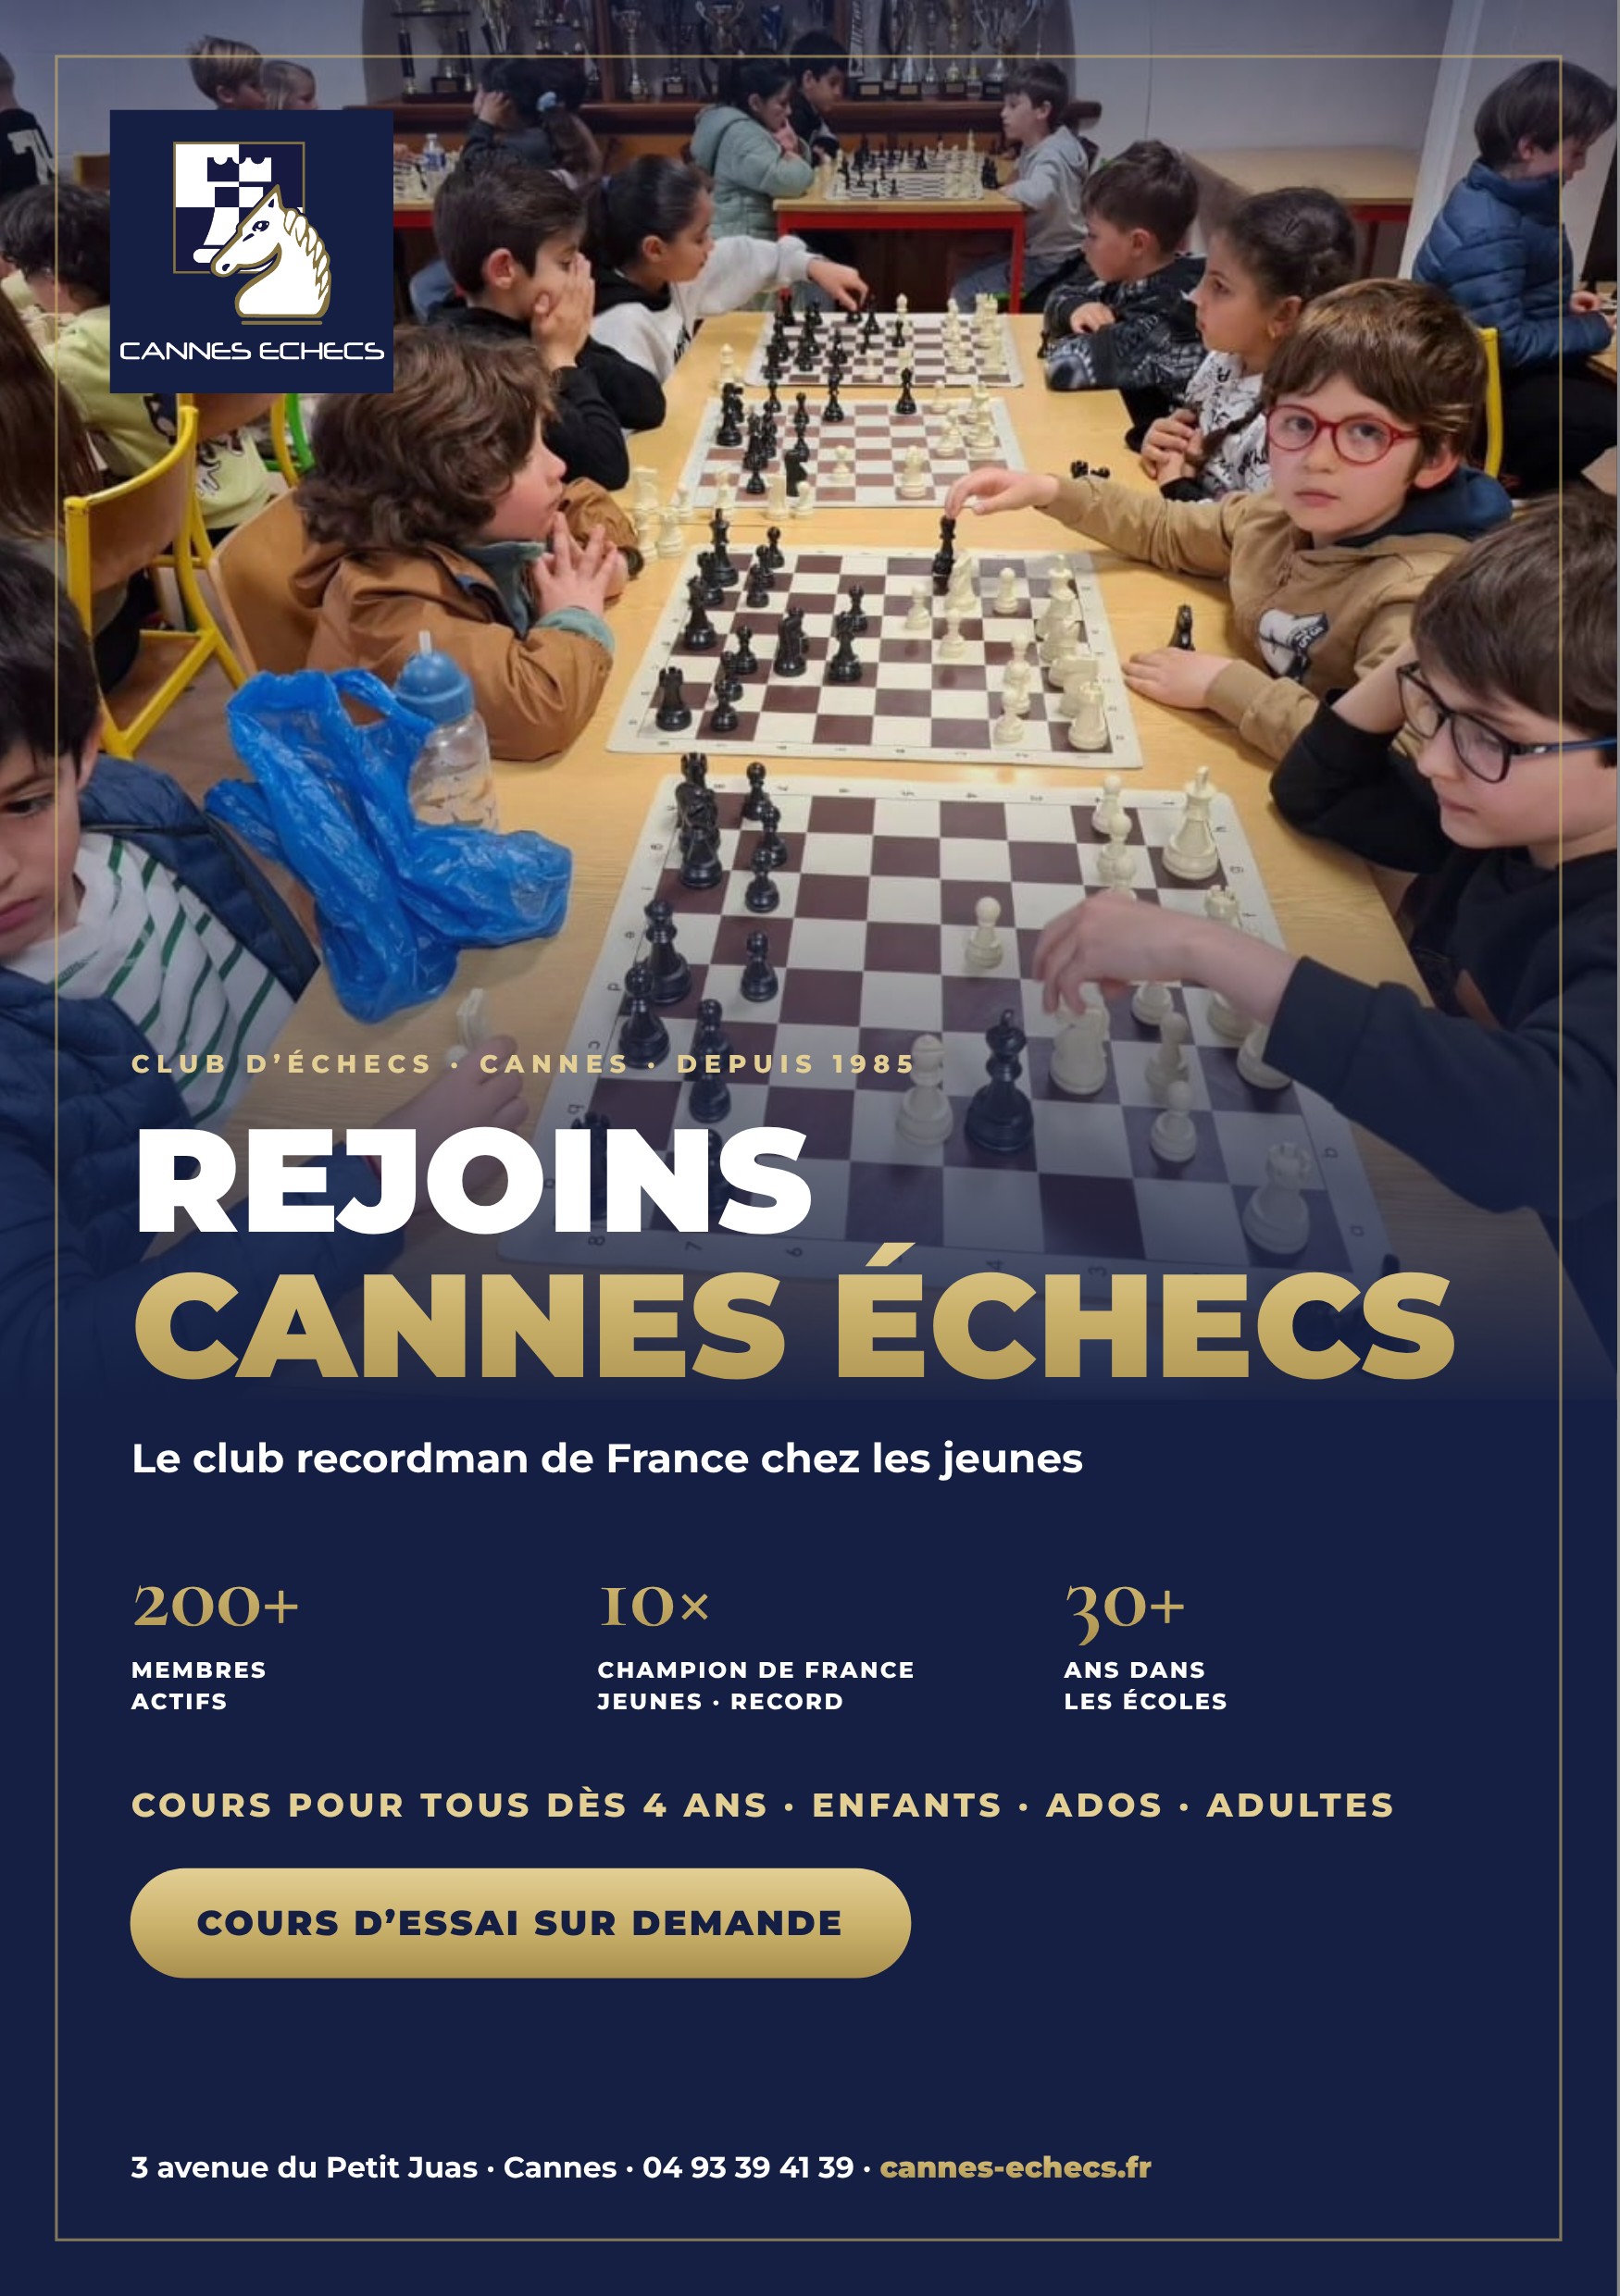 CANNES ECHECS
CLUB D’ÉCHECS · CANNES · DEPUIS 1985
REJOINS
CANNES ÉCHECS
Le club recordman de France chez les jeunes
200+
MEMBRES
ACTIFS
10×
CHAMPION DE FRANCE
JEUNES · RECORD
30+
ANS DANS
LES ÉCOLES
COURS POUR TOUS DÈS 4 ANS · ENFANTS · ADOS · ADULTES
COURS D’ESSAI SUR DEMANDE
3 avenue du Petit Juas · Cannes · 04 93 39 41 39 · cannes-echecs.fr